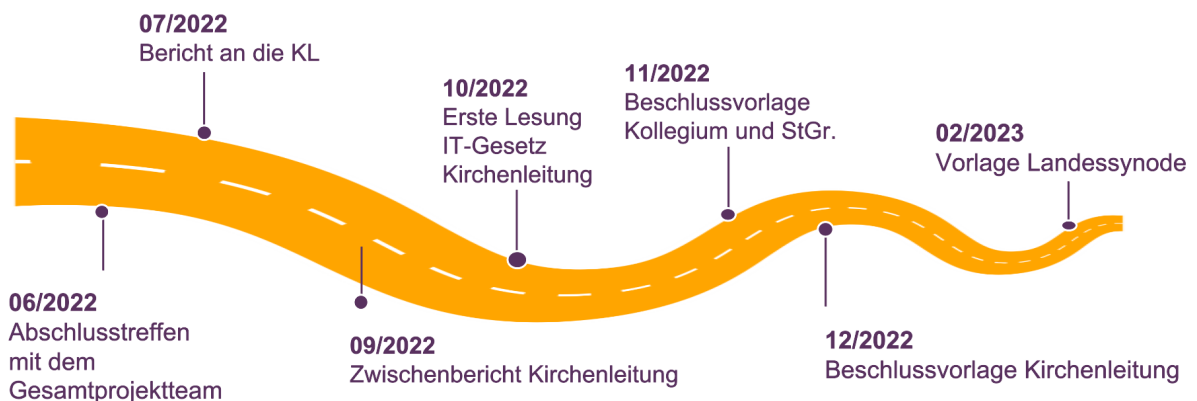 07/2022
Bericht an die KL
10/2022
Erste Lesung
IT-Gesetz
Kirchenleitung
11/2022
Beschlussvorlage
Kollegium und StGr.
02/2023
Vorlage Landessynode
06/2022
Abschlusstreffen
mit dem
Gesamtprojektteam
09/2022
Zwischenbericht Kirchenleitung
12/2022
Beschlussvorlage Kirchenleitung